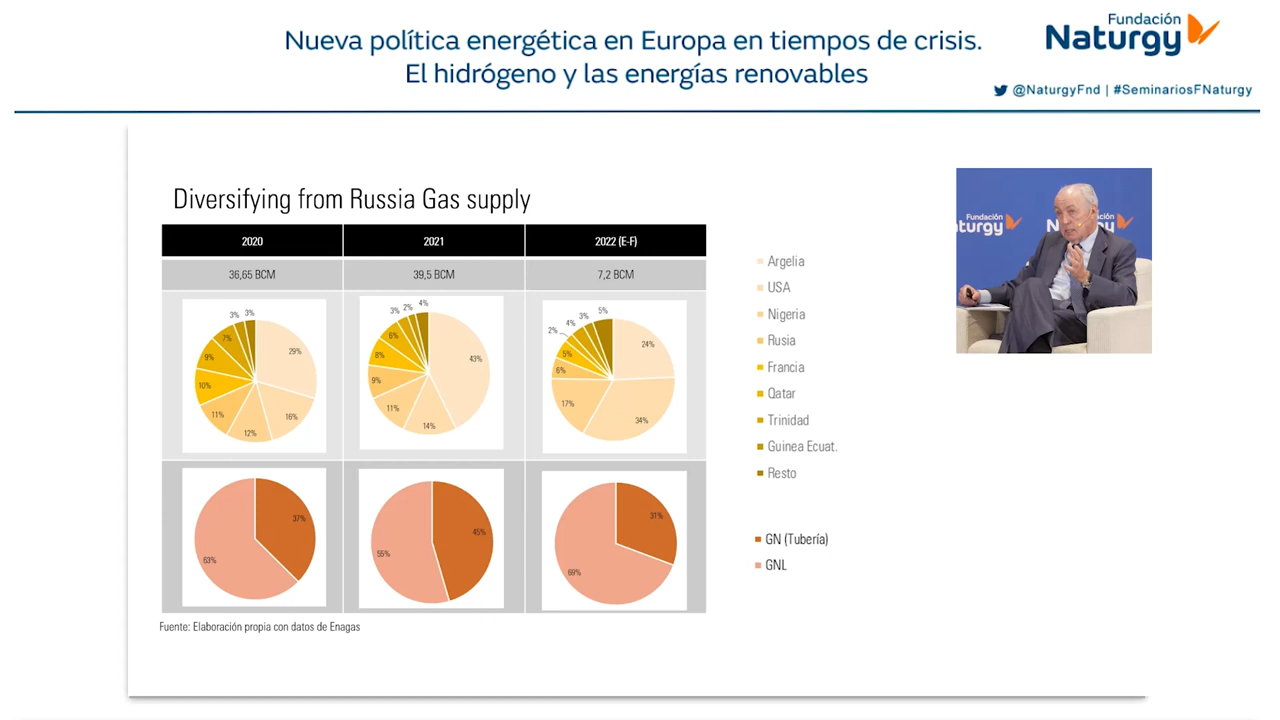 Nueva política energética en Europa en tiempos de crisis.
El hidrógeno y las energías renovables
Fundación
Naturgy
@NaturgyFnd | #SeminariosFNaturgy
Diversifying from Russia Gas supply
2020
2021
2022 (E-F)
36,65 BCM
39,5 BCM
7,2 BCM
3%
3%
7%
9%
10%
11%
12%
16%
29%
4%
2%
3%
6%
8%
9%
11%
14%
43%
5%
3%
4%
2%
5%
6%
17%
34%
24%
37%
63%
45%
55%
31%
69%
Argelia
USA
Nigeria
Rusia
Francia
Qatar
Trinidad
Guinea Ecuat.
Resto
GN (Tubería)
GNL
Fuente: Elaboración propia con datos de Enagas
Fundación
aturgy